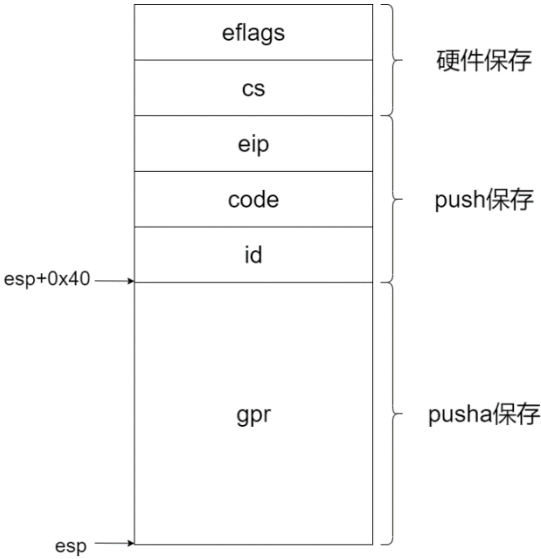 eflags
硬件保存
cs
eip
code
push保存
id
esp+0x40
gpr
pusha保存
esp